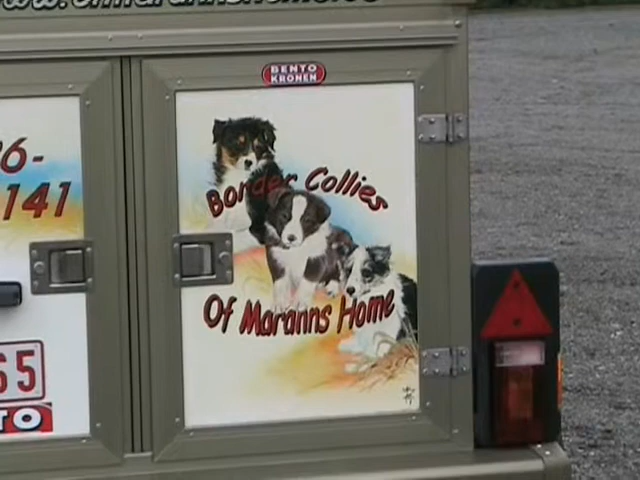 BENTO
KRONEN
6-
141
Border Collies
Of Maranns Home
65
TO